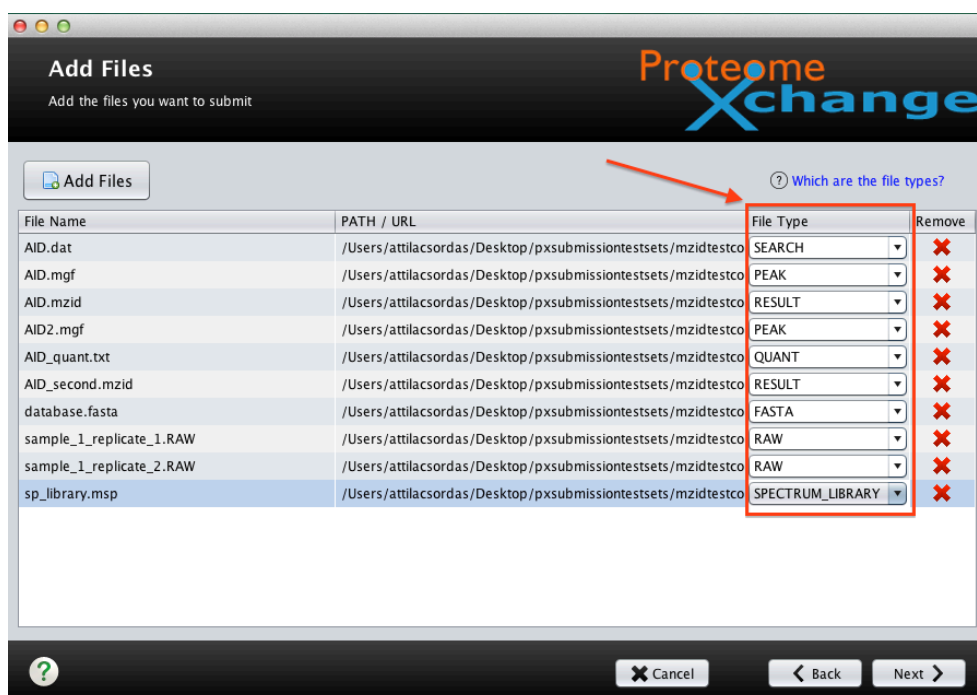 Add Files
Add the files you want to submit
Proteome
Xchange
Add Files
? Which are the file types?
File Name PATH / URL File Type Remove
AID.dat /Users/attilacsordas/Desktop/pxsubmissiontestsets/mzidtestco SEARCH
AID.mgf /Users/attilacsordas/Desktop/pxsubmissiontestsets/mzidtestco PEAK
AID.mzid /Users/attilacsordas/Desktop/pxsubmissiontestsets/mzidtestco RESULT
AID2.mgf /Users/attilacsordas/Desktop/pxsubmissiontestsets/mzidtestco PEAK
AID_quant.txt /Users/attilacsordas/Desktop/pxsubmissiontestsets/mzidtestco QUANT
AID_second.mzid /Users/attilacsordas/Desktop/pxsubmissiontestsets/mzidtestco RESULT
database.fasta /Users/attilacsordas/Desktop/pxsubmissiontestsets/mzidtestco FASTA
sample_1_replicate_1.RAW /Users/attilacsordas/Desktop/pxsubmissiontestsets/mzidtestco RAW
sample_1_replicate_2.RAW /Users/attilacsordas/Desktop/pxsubmissiontestsets/mzidtestco RAW
sp_library.msp /Users/attilacsordas/Desktop/pxsubmissiontestsets/mzidtestco SPECTRUM_LIBRARY
? Cancel Back Next